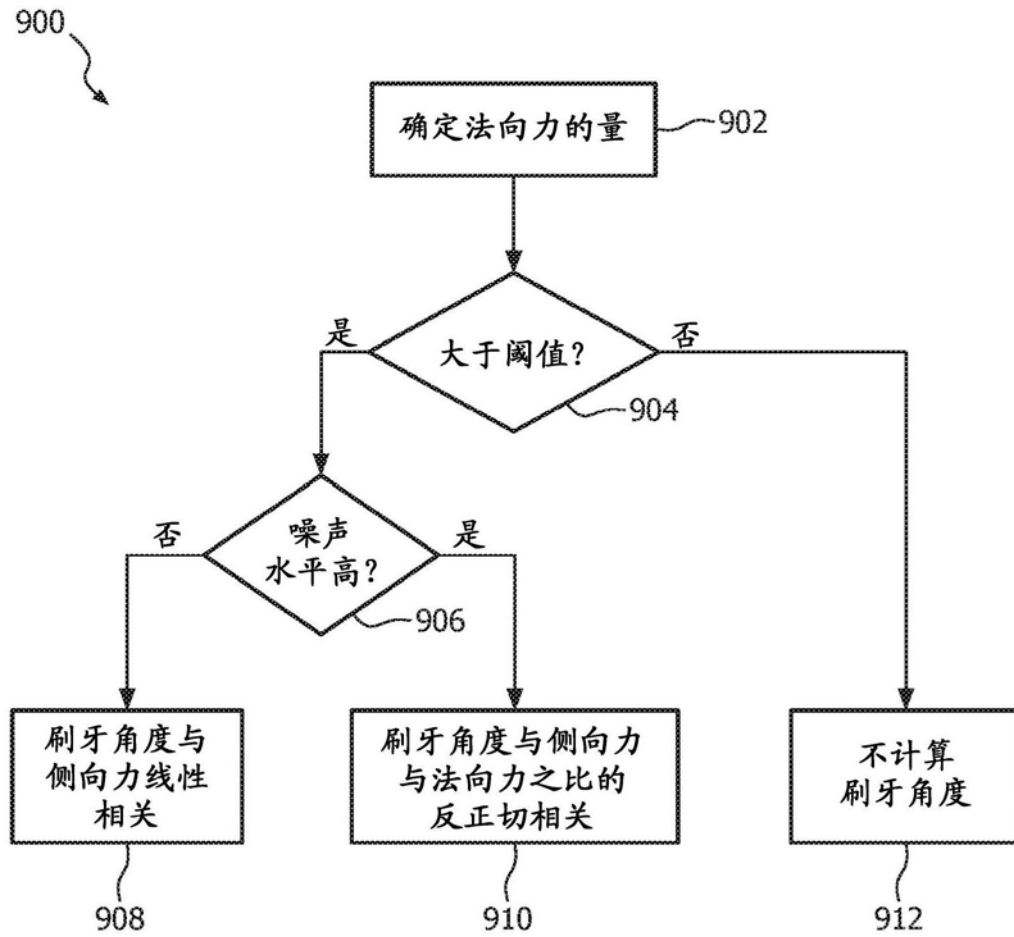 900
确定法向力的量
902
是
大于阈值?
否
904
否
噪声
水平高?
是
906
刷牙角度与
侧向力线性
相关
刷牙角度与侧向力
与法向力之比的
反正切相关
不计算
刷牙角度
908
910
912